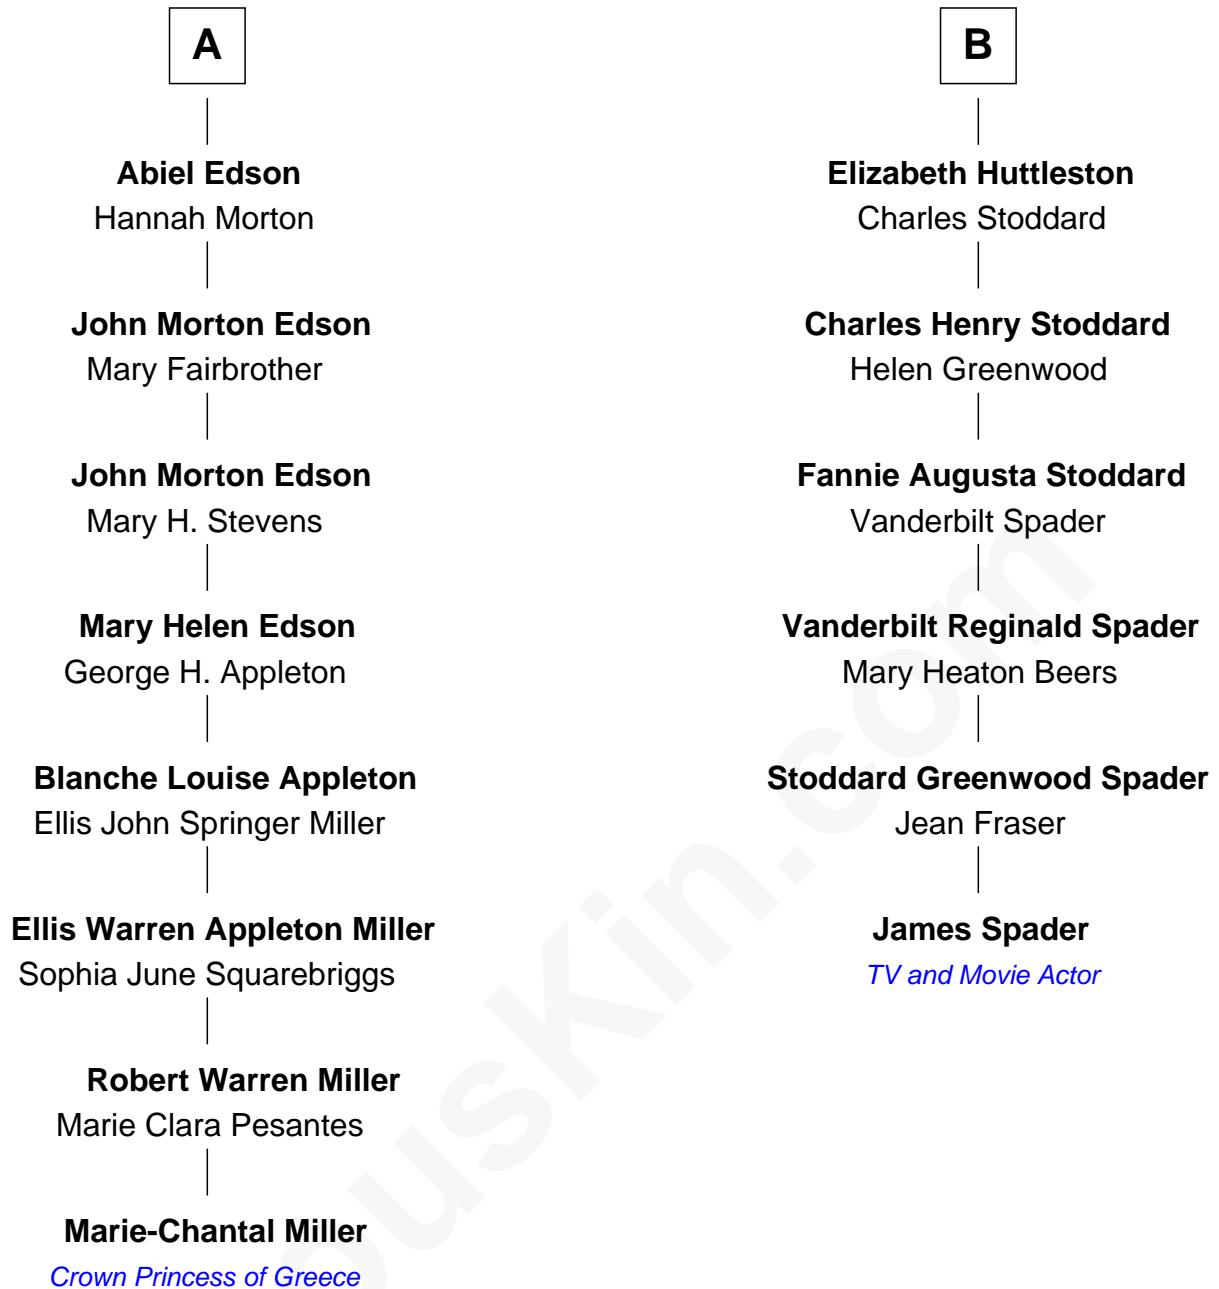 A
Abiel Edson
Hannah Morton
John Morton Edson
Mary Fairbrother
John Morton Edson
Mary H. Stevens
Mary Helen Edson
George H. Appleton
Blanche Louise Appleton
Ellis John Springer Miller
Ellis Warren Appleton Miller
Sophia June Squarebriggs
Robert Warren Miller
Marie Clara Pesantes
Marie-Chantal Miller
Crown Princess of Greece
B
Elizabeth Huttleston
Charles Stoddard
Charles Henry Stoddard
Helen Greenwood
Fannie Augusta Stoddard
Vanderbilt Spader
Vanderbilt Reginald Spader
Mary Heaton Beers
Stoddard Greenwood Spader
Jean Fraser
James Spader
TV and Movie Actor
ousKin.com